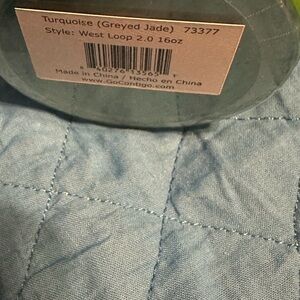 Turquoise (Greyed Jade) 73377
Style: West Loop 2.0 16oz
Made in China / Hecho en China
www.GoContigo.com